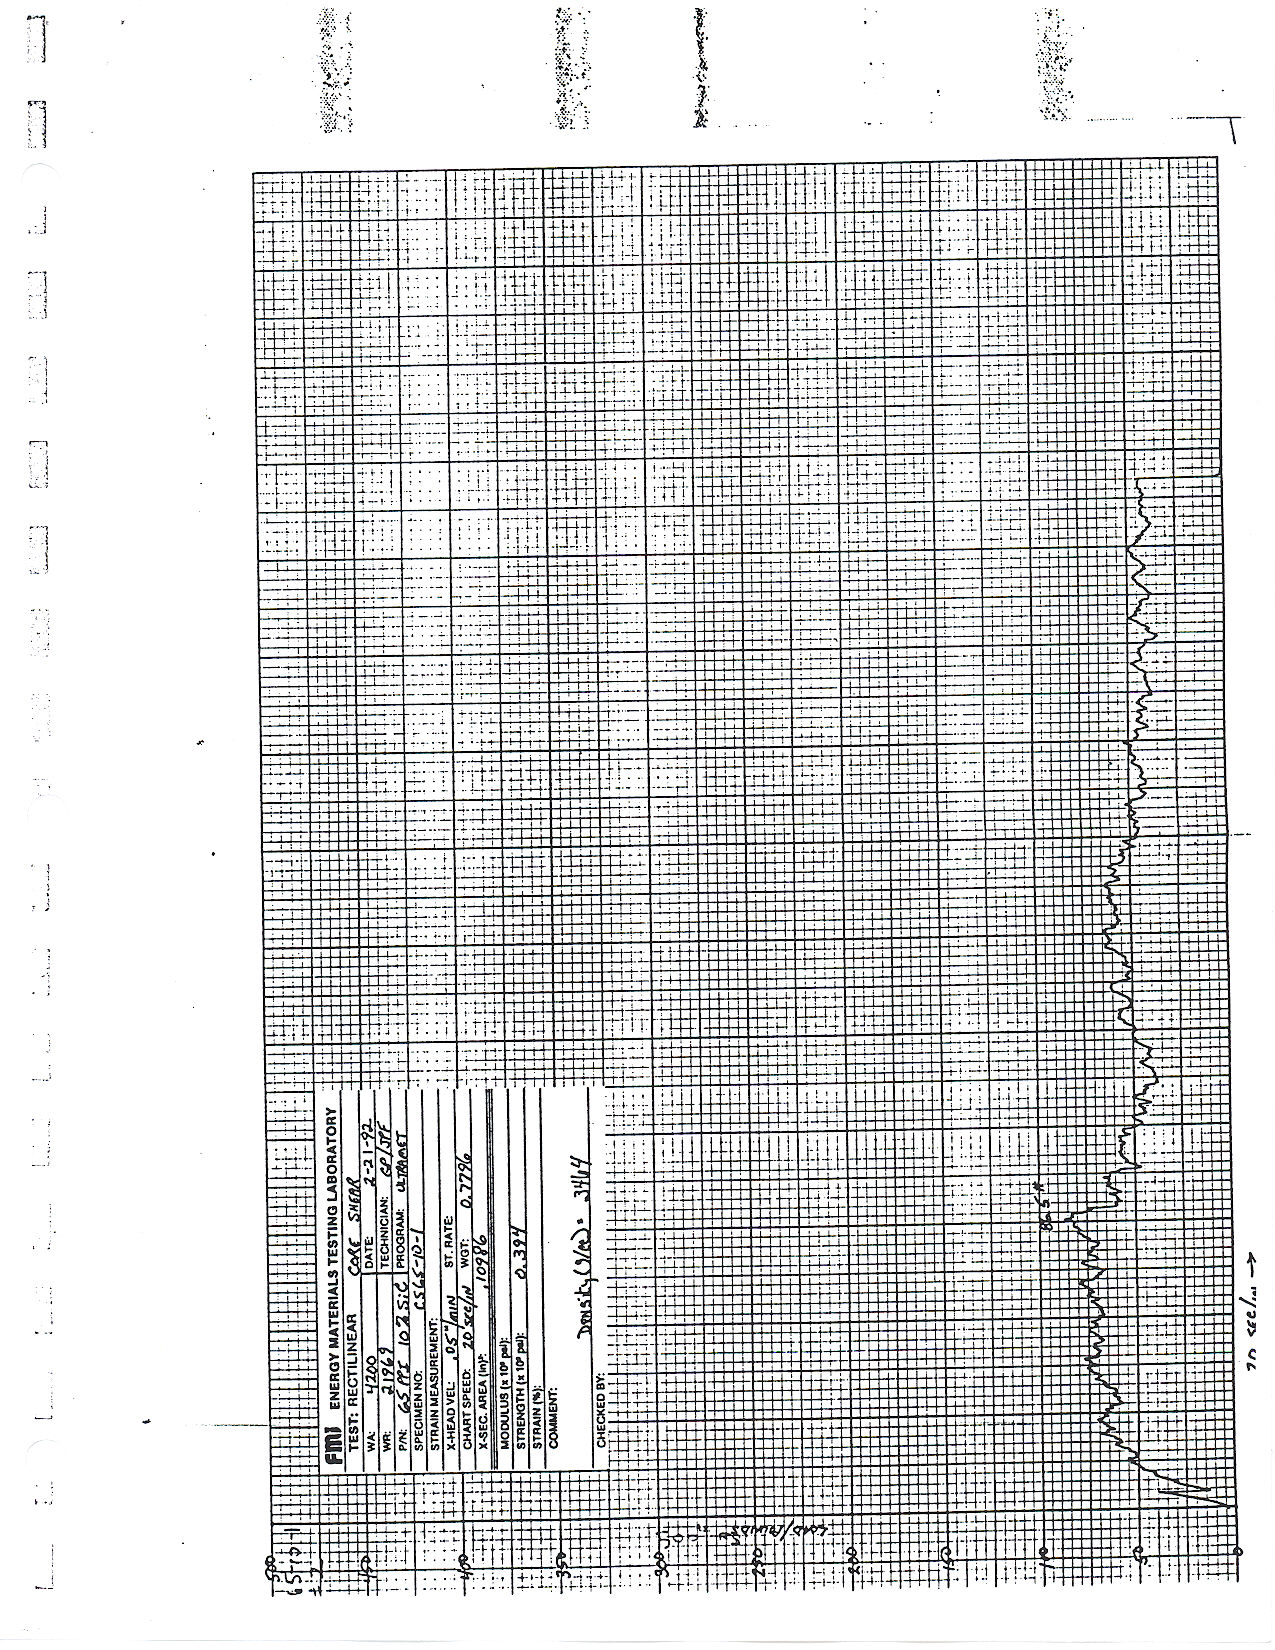 FMI ENERGY MATERIALS TESTING LABORATORY
TEST: RECTILINEAR CORE SHEAR
WA: 4200 DATE: 2-21-92
WR: 21969 TECHNICIAN: GP/JPF
P/N: 65 PPI 10% SiC PROGRAM: ULTRAMET
SPECIMEN NO: CS65-10-1
STRAIN MEASUREMENT:
X-HEAD VEL: .05"/MIN ST. RATE:
CHART SPEED: 20 sec/IN WGT: 0.7796
X-SEC. AREA (in)²: .10986
MODULUS (x 10⁶ psi):
STRENGTH (x 10³ psi): 0.394
STRAIN (%):
COMMENT:
Density (g/cc) = .3464
CHECKED BY:
86.5 #
65-10-1
500
450
400
350
300
250
200
150
100
50
0
20 sec/in →